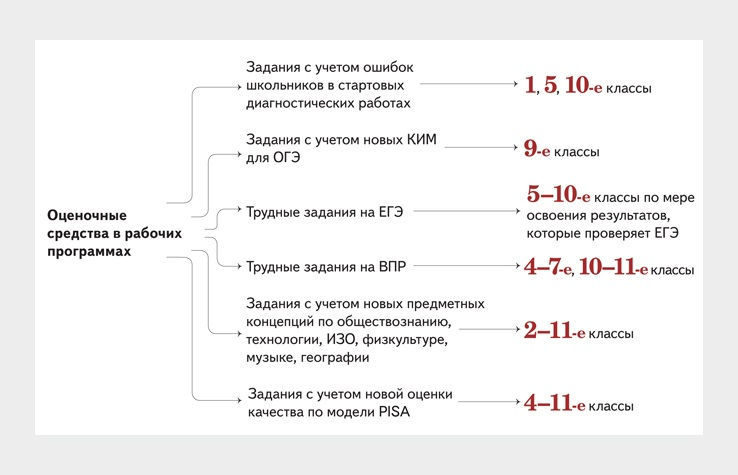 Оценочные
средства в рабочих
программах
Задания с учетом ошибок
школьников в стартовых
диагностических работах
1, 5, 10-е классы
Задания с учетом новых КИМ
для ОГЭ
9-е классы
Трудные задания на ЕГЭ
5–10-е классы по мере
освоения результатов,
которые проверяет ЕГЭ
Трудные задания на ВПР
4–7-е, 10–11-е классы
Задания с учетом новых предметных
концепций по обществознанию,
технологии, ИЗО, физкультуре,
музыке, географии
2–11-е классы
Задания с учетом новой оценки
качества по модели PISA
4–11-е классы